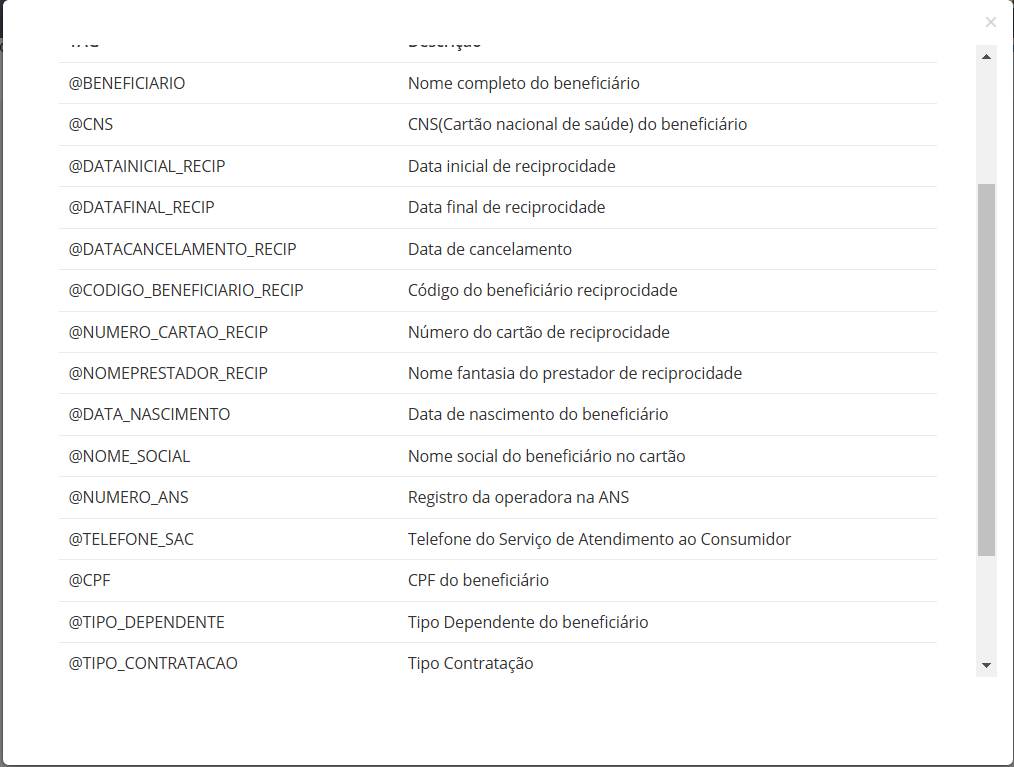 TAG Descrição
@BENEFICIARIO Nome completo do beneficiário
@CNS CNS(Cartão nacional de saúde) do beneficiário
@DATAINICIAL_RECIP Data inicial de reciprocidade
@DATAFINAL_RECIP Data final de reciprocidade
@DATACANCELAMENTO_RECIP Data de cancelamento
@CODIGO_BENEFICIARIO_RECIP Código do beneficiário reciprocidade
@NUMERO_CARTAO_RECIP Número do cartão de reciprocidade
@NOMEPRESTADOR_RECIP Nome fantasia do prestador de reciprocidade
@DATA_NASCIMENTO Data de nascimento do beneficiário
@NOME_SOCIAL Nome social do beneficiário no cartão
@NUMERO_ANS Registro da operadora na ANS
@TELEFONE_SAC Telefone do Serviço de Atendimento ao Consumidor
@CPF CPF do beneficiário
@TIPO_DEPENDENTE Tipo Dependente do beneficiário
@TIPO_CONTRATACAO Tipo Contratação